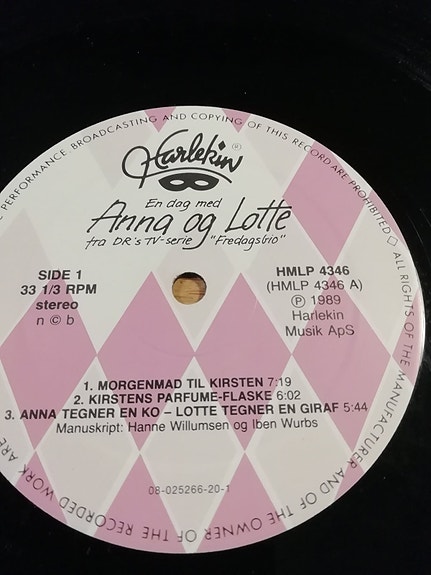 PERFORMANCE BROADCASTING AND COPYING OF THIS RECORD ARE PROHIBITED ◇ ALL RIGHTS OF THE MANUFACTURER AND OF THE OWNER OF THE RECORDED WORK ARE
Harlekin ®
En dag med
Anna og Lotte
fra DR's TV-serie "Fredagstrio"
SIDE 1
33 1/3 RPM
stereo
n © b
HMLP 4346
(HMLP 4346 A)
Ⓟ 1989
Harlekin
Musik ApS
1. MORGENMAD TIL KIRSTEN 7:19
2. KIRSTENS PARFUME-FLASKE 6:02
3. ANNA TEGNER EN KO – LOTTE TEGNER EN GIRAF 5:44
Manuskript: Hanne Willumsen og Iben Wurbs
08-025266-20-1